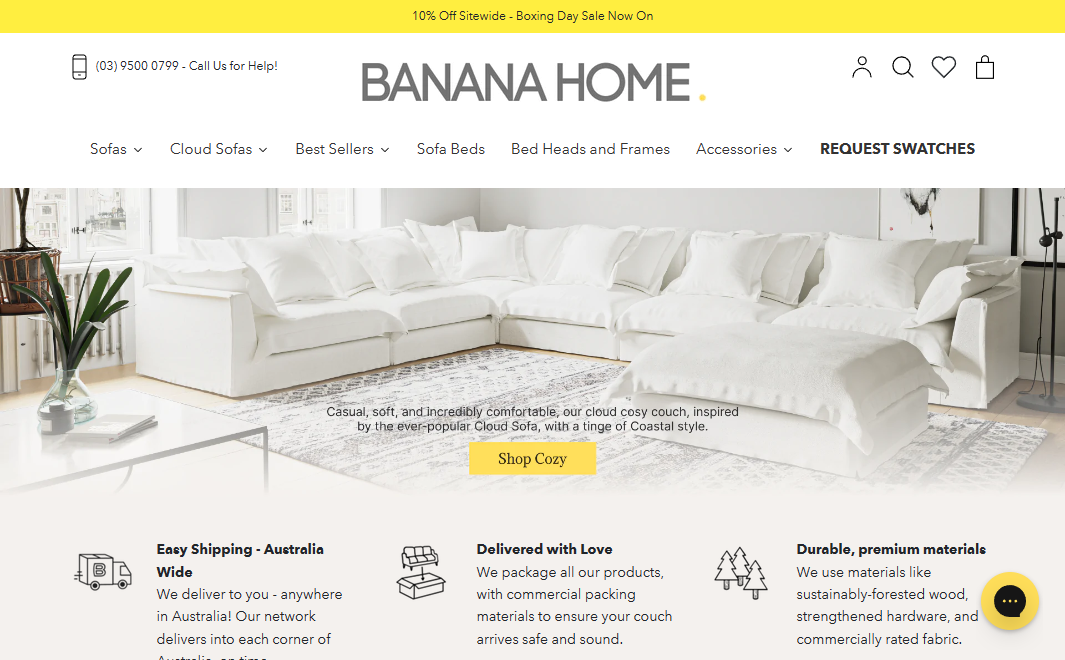 10% Off Sitewide - Boxing Day Sale Now On
(03) 9500 0799 - Call Us for Help!
BANANA HOME.
Sofas
Cloud Sofas
Best Sellers
Sofa Beds
Bed Heads and Frames
Accessories
REQUEST SWATCHES
Casual, soft, and incredibly comfortable, our cloud cosy couch, inspired
by the ever-popular Cloud Sofa, with a tinge of Coastal style.
Shop Cozy
B
Easy Shipping - Australia
Wide
We deliver to you - anywhere
in Australia! Our network
delivers into each corner of
Australia, on time
Delivered with Love
We package all our products,
with commercial packing
materials to ensure your couch
arrives safe and sound.
Durable, premium materials
We use materials like
sustainably-forested wood,
strengthened hardware, and
commercially rated fabric.